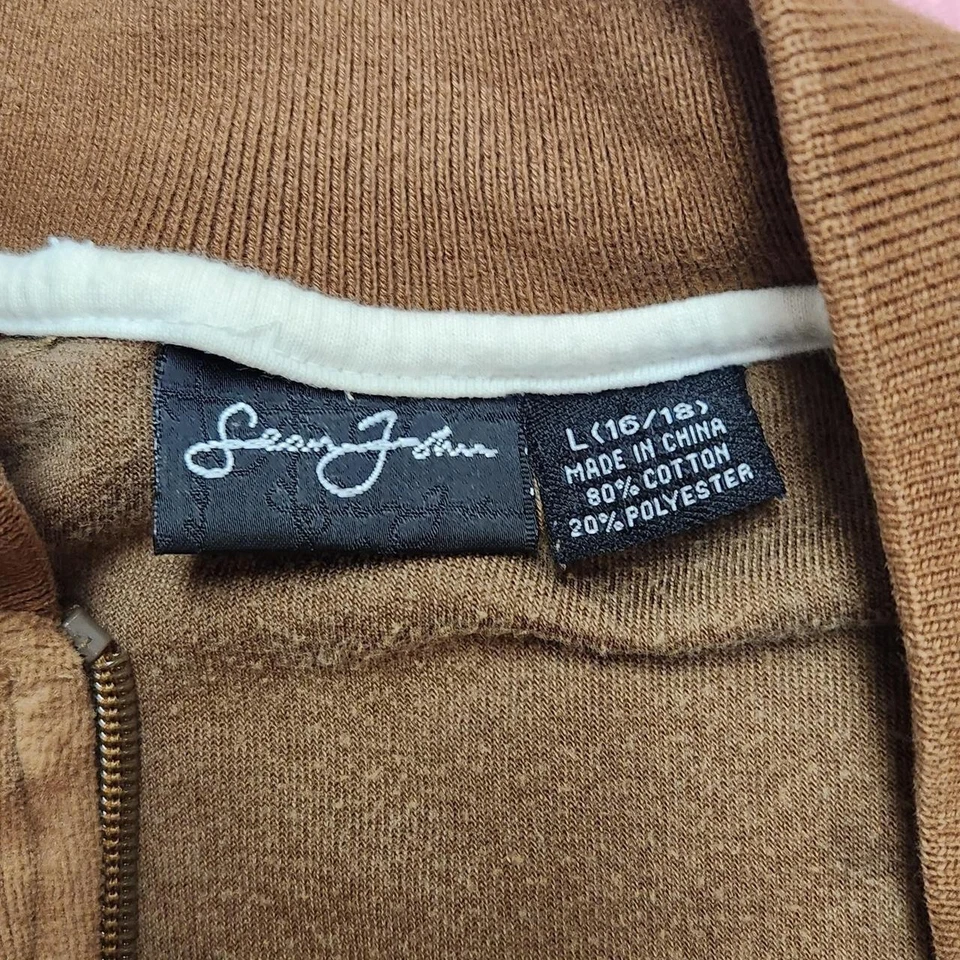 Sean John
L(16/18)
MADE IN CHINA
80% COTTON
20% POLYESTER